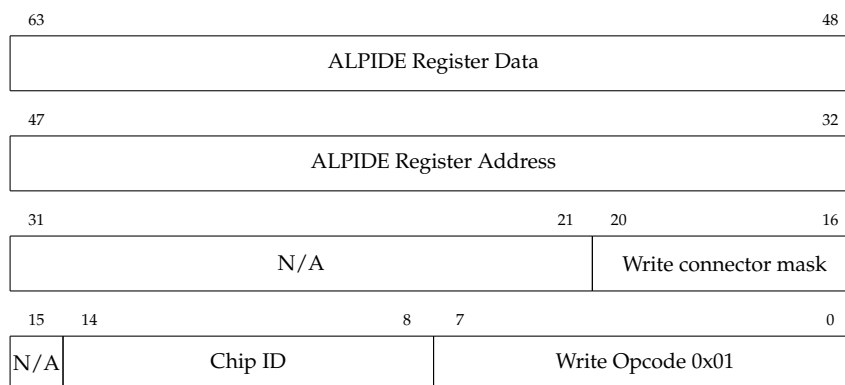 63 48
ALPIDE Register Data
47 32
ALPIDE Register Address
31 21 20 16
N/A Write connector mask
15 14 8 7 0
N/A Chip ID Write Opcode 0x01